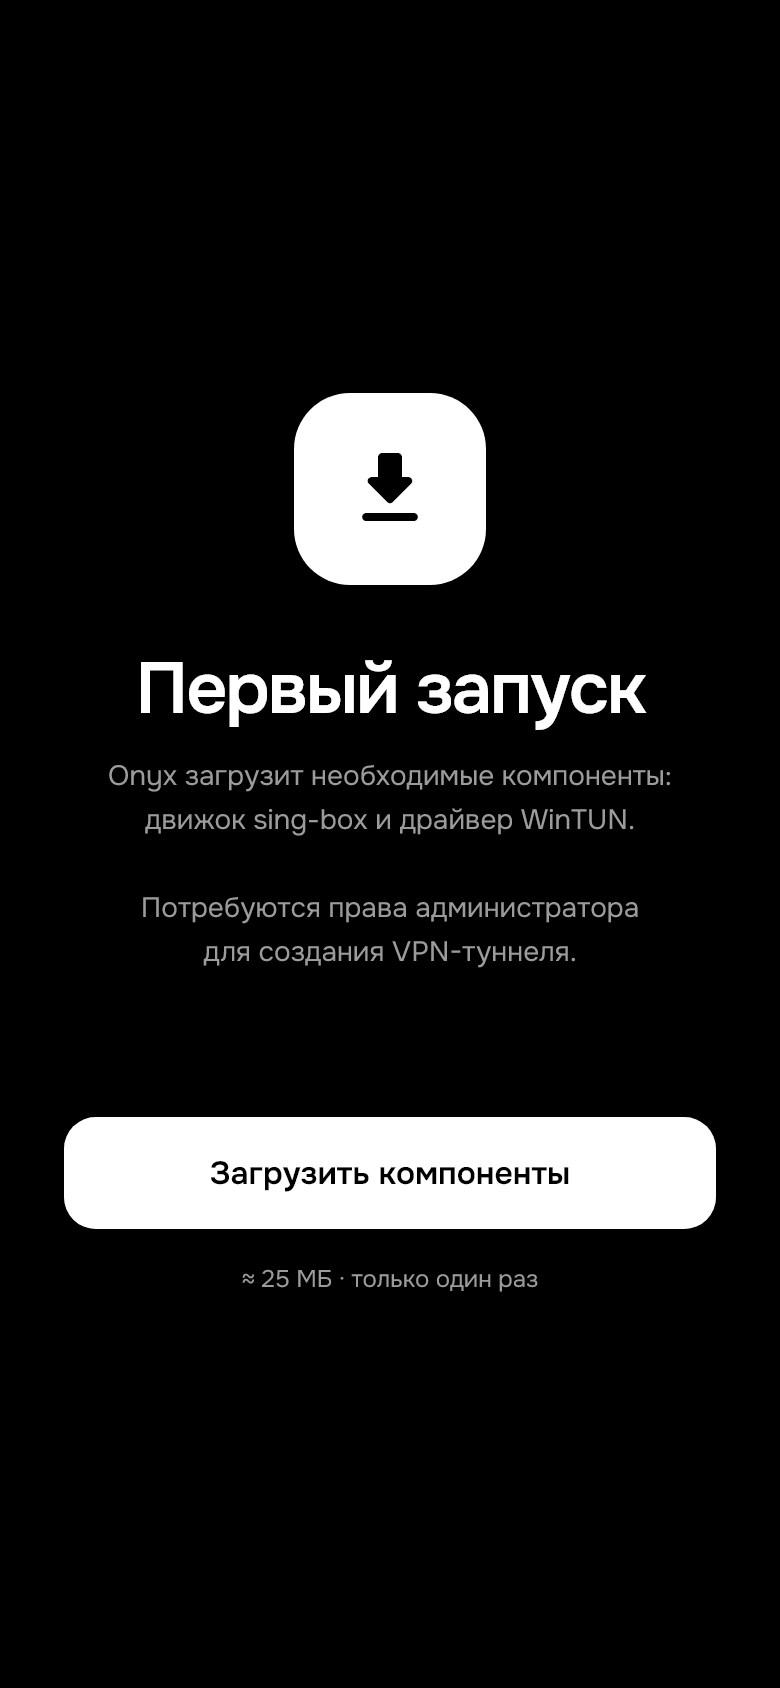 Первый запуск
Onyx загрузит необходимые компоненты:
движок sing-box и драйвер WinTUN.
Потребуются права администратора
для создания VPN-туннеля.
Загрузить компоненты
≈ 25 МБ · только один раз